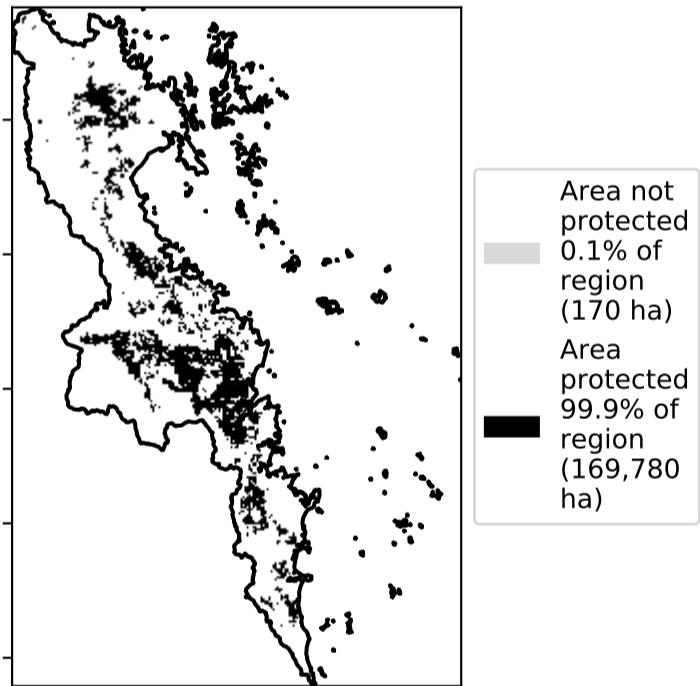 Area not
protected
0.1% of
region
(170 ha)
Area
protected
99.9% of
region
(169,780
ha)